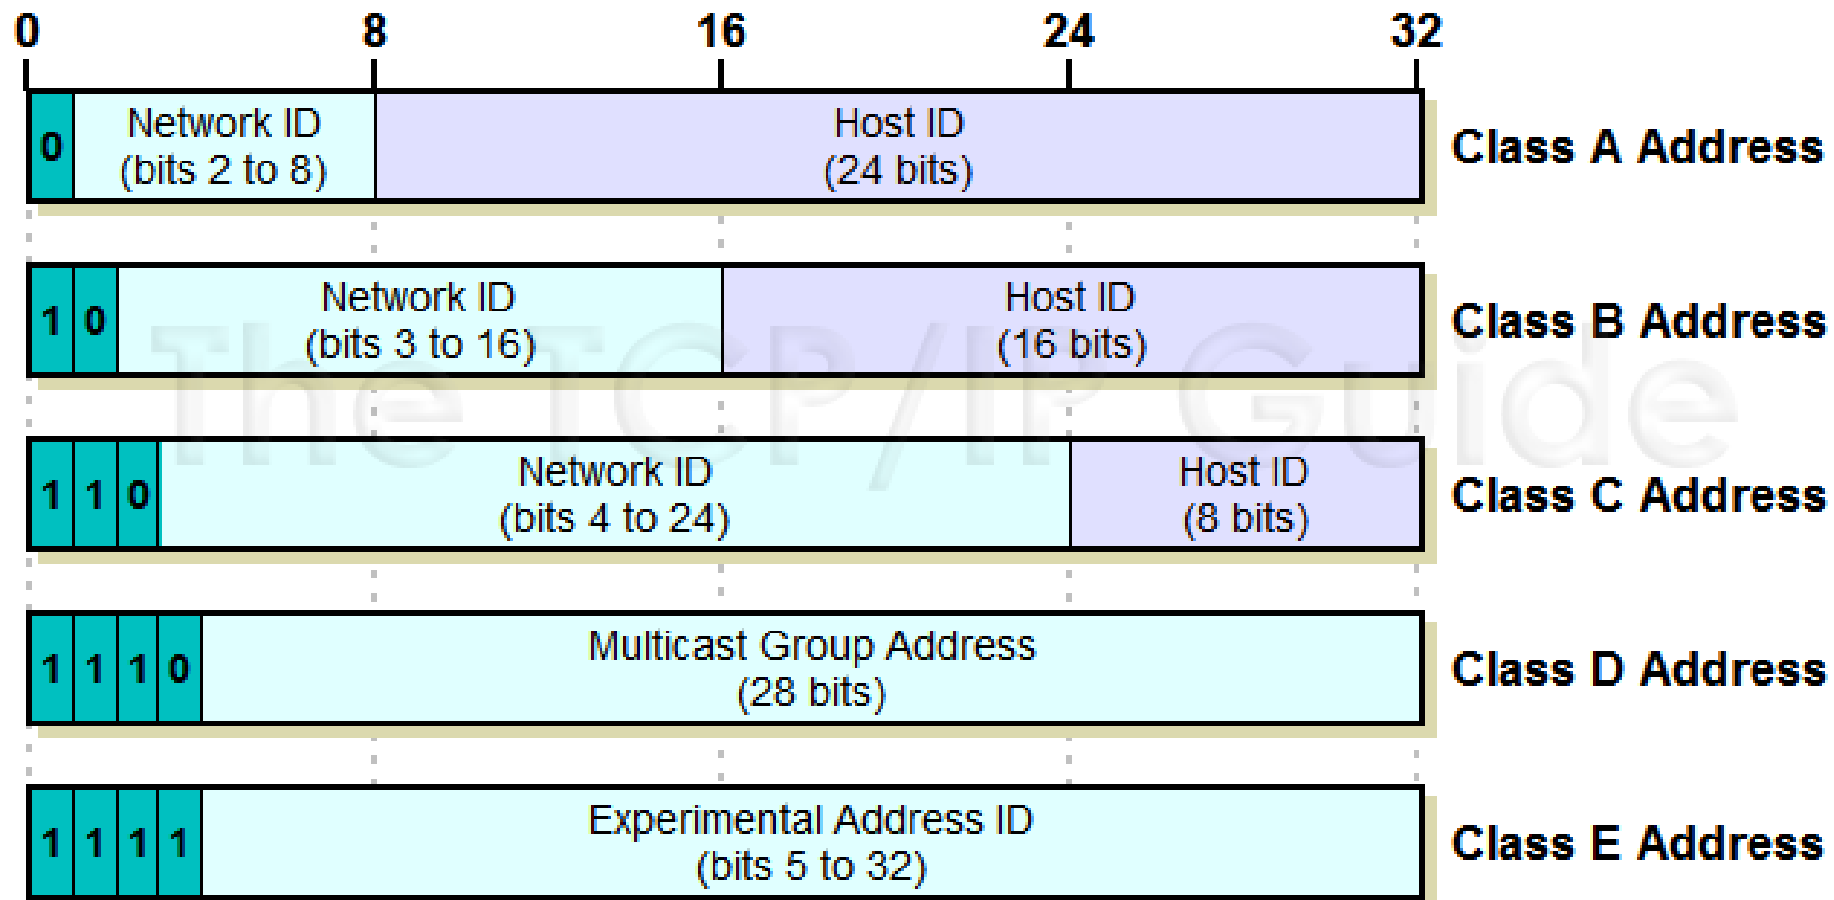 0 8 16 24 32
0 Network ID Host ID Class A Address
(bits 2 to 8) (24 bits)
1 0 Network ID Host ID Class B Address
(bits 3 to 16) (16 bits)
The TCP/IP Guide
1 1 0 Network ID Host ID Class C Address
(bits 4 to 24) (8 bits)
1 1 1 0 Multicast Group Address Class D Address
(28 bits)
1 1 1 1 Experimental Address ID Class E Address
(bits 5 to 32)